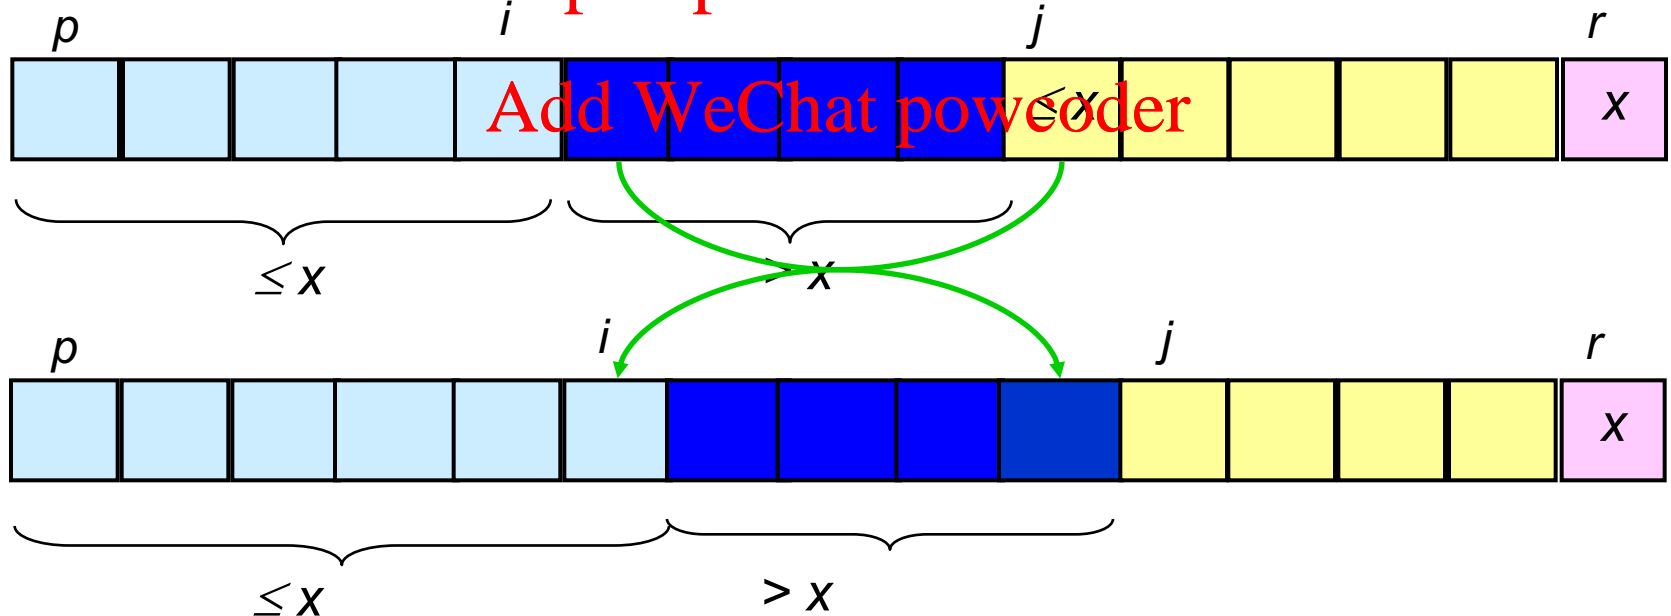 p i j r
Add WeChat powcoder
≤ x x
≤ x > x
p i j r
x
≤ x > x